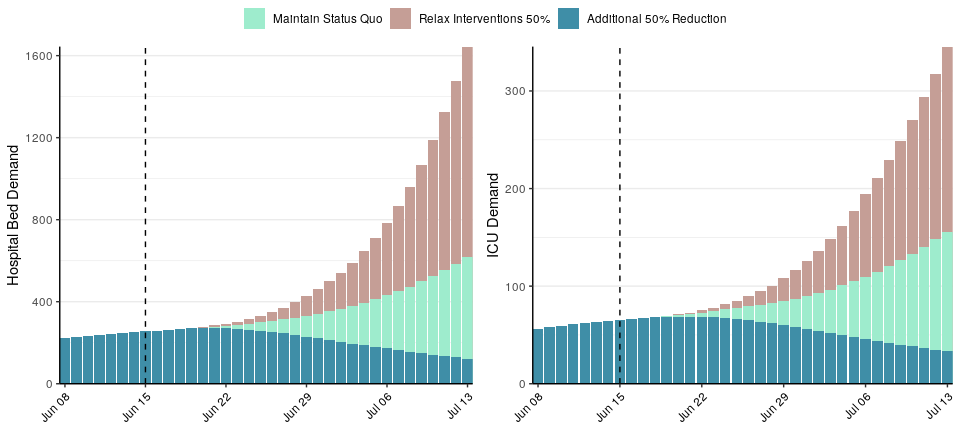 Maintain Status Quo Relax Interventions 50% Additional 50% Reduction
Hospital Bed Demand
1600
1200
800
400
0
Jun 08 Jun 15 Jun 22 Jun 29 Jul 06 Jul 13
ICU Demand
300
200
100
0
Jun 08 Jun 15 Jun 22 Jun 29 Jul 06 Jul 13